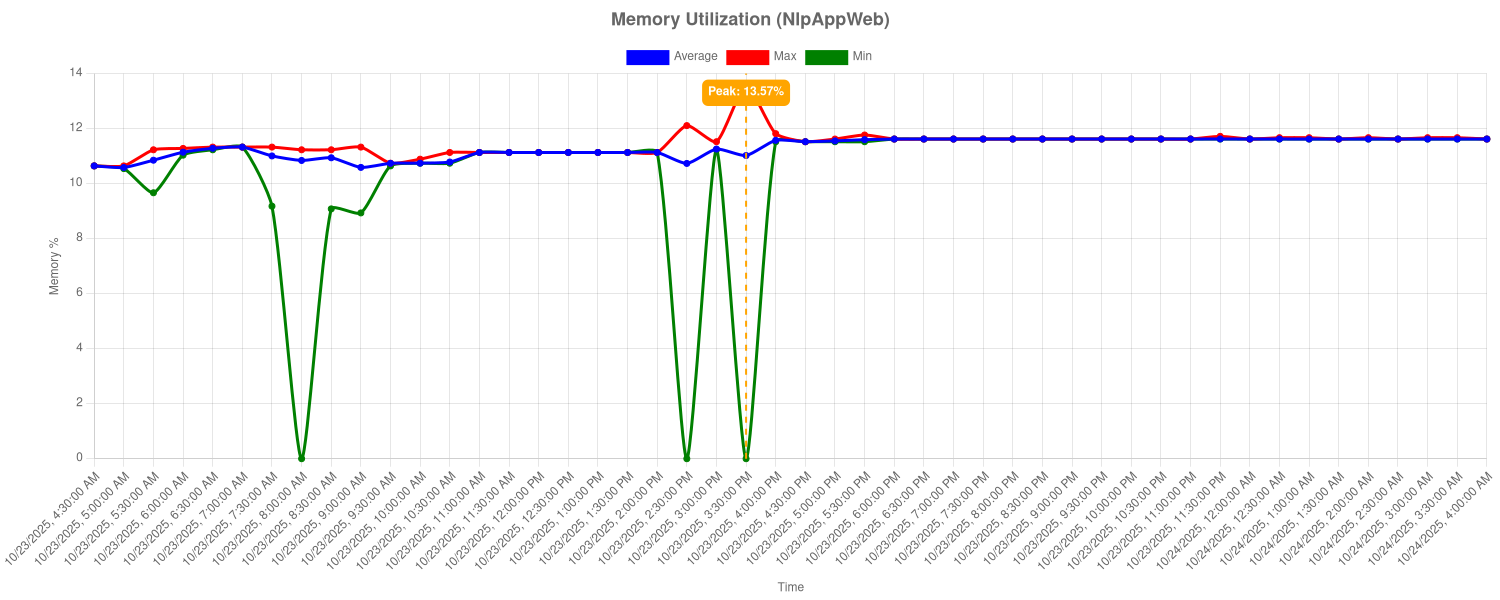 Memory Utilization (NlpAppWeb)
Average
Max
Min
Peak: 13.57%
14
12
10
8
6
4
2
0
Memory %
10/23/2025, 4:30:00 AM
10/23/2025, 5:00:00 AM
10/23/2025, 5:30:00 AM
10/23/2025, 6:00:00 AM
10/23/2025, 6:30:00 AM
10/23/2025, 7:00:00 AM
10/23/2025, 7:30:00 AM
10/23/2025, 8:00:00 AM
10/23/2025, 8:30:00 AM
10/23/2025, 9:00:00 AM
10/23/2025, 9:30:00 AM
10/23/2025, 10:00:00 AM
10/23/2025, 10:30:00 AM
10/23/2025, 11:00:00 AM
10/23/2025, 11:30:00 AM
10/23/2025, 12:00:00 PM
10/23/2025, 12:30:00 PM
10/23/2025, 1:00:00 PM
10/23/2025, 1:30:00 PM
10/23/2025, 2:00:00 PM
10/23/2025, 2:30:00 PM
10/23/2025, 3:00:00 PM
10/23/2025, 3:30:00 PM
10/23/2025, 4:00:00 PM
10/23/2025, 4:30:00 PM
10/23/2025, 5:00:00 PM
10/23/2025, 5:30:00 PM
10/23/2025, 6:00:00 PM
10/23/2025, 6:30:00 PM
10/23/2025, 7:00:00 PM
10/23/2025, 7:30:00 PM
10/23/2025, 8:00:00 PM
10/23/2025, 8:30:00 PM
10/23/2025, 9:00:00 PM
10/23/2025, 9:30:00 PM
10/23/2025, 10:00:00 PM
10/23/2025, 10:30:00 PM
10/23/2025, 11:00:00 PM
10/23/2025, 11:30:00 PM
10/24/2025, 12:00:00 AM
10/24/2025, 12:30:00 AM
10/24/2025, 1:00:00 AM
10/24/2025, 1:30:00 AM
10/24/2025, 2:00:00 AM
10/24/2025, 2:30:00 AM
10/24/2025, 3:00:00 AM
10/24/2025, 3:30:00 AM
10/24/2025, 4:00:00 AM
Time